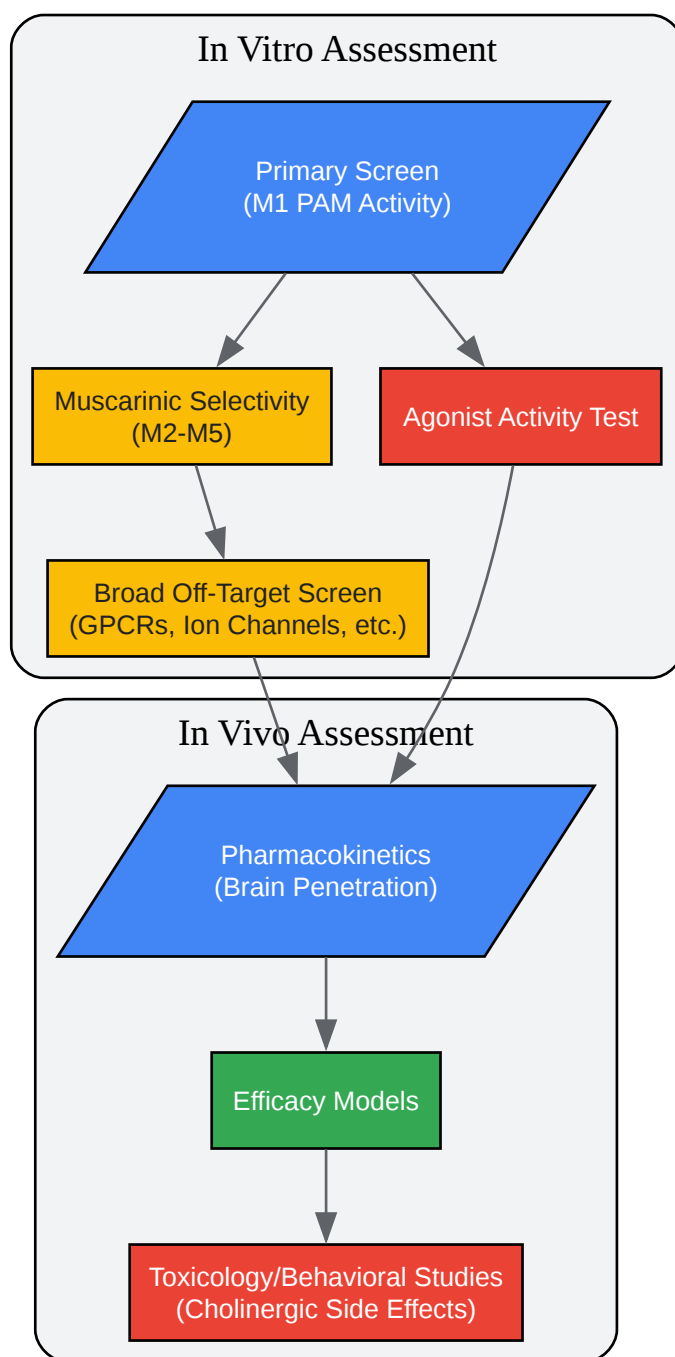 In Vitro Assessment
Primary Screen
(M1 PAM Activity)
Muscarinic Selectivity
(M2-M5)
Agonist Activity Test
Broad Off-Target Screen
(GPCRs, Ion Channels, etc.)
In Vivo Assessment
Pharmacokinetics
(Brain Penetration)
Efficacy Models
Toxicology/Behavioral Studies
(Cholinergic Side Effects)